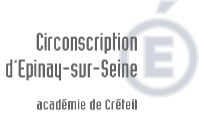 Circonscription
d'Epinay-sur-Seine
académie de Créteil